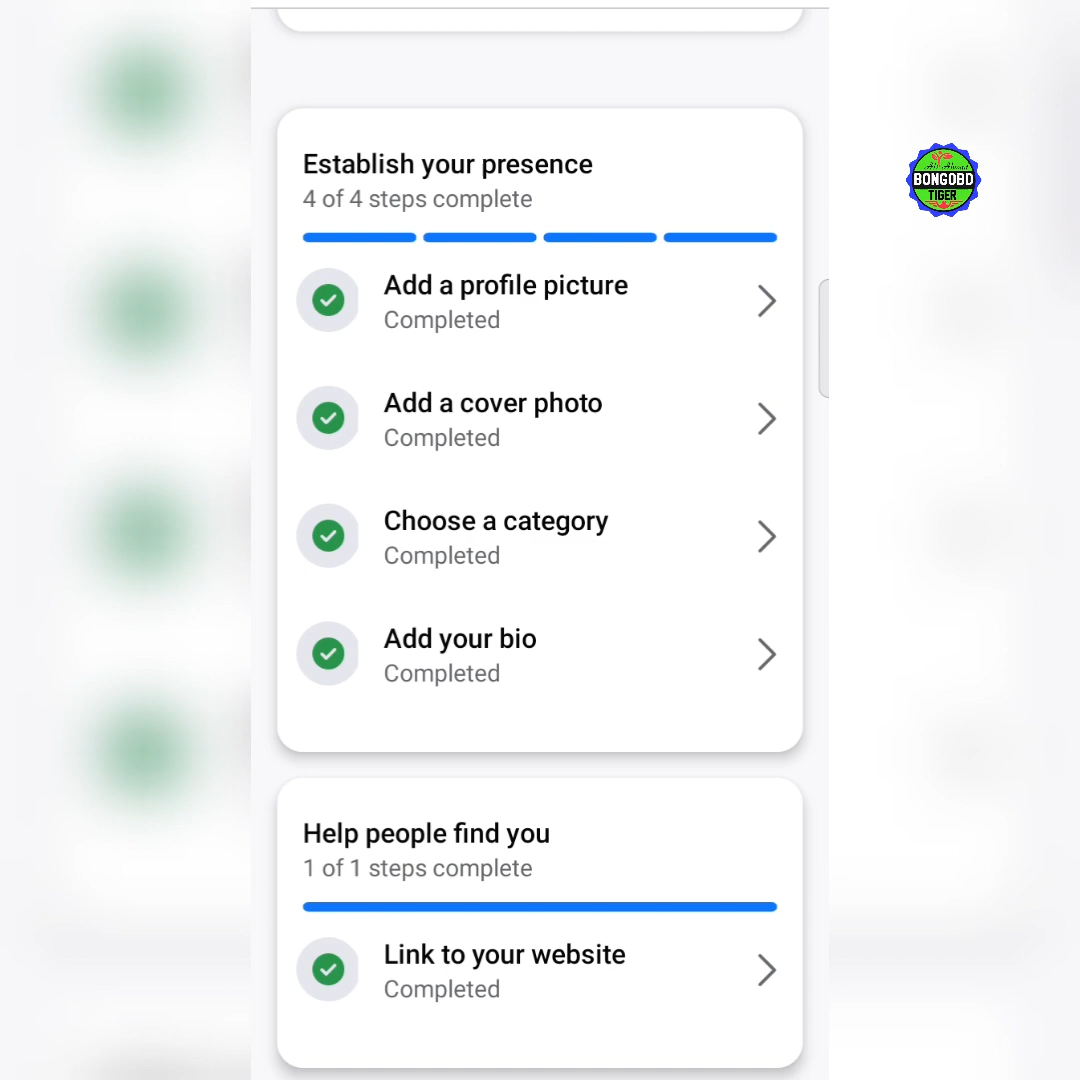 Establish your presence
4 of 4 steps complete
Add a profile picture
Completed
Add a cover photo
Completed
Choose a category
Completed
Add your bio
Completed
Help people find you
1 of 1 steps complete
Link to your website
Completed
BONGOBD
TIGER